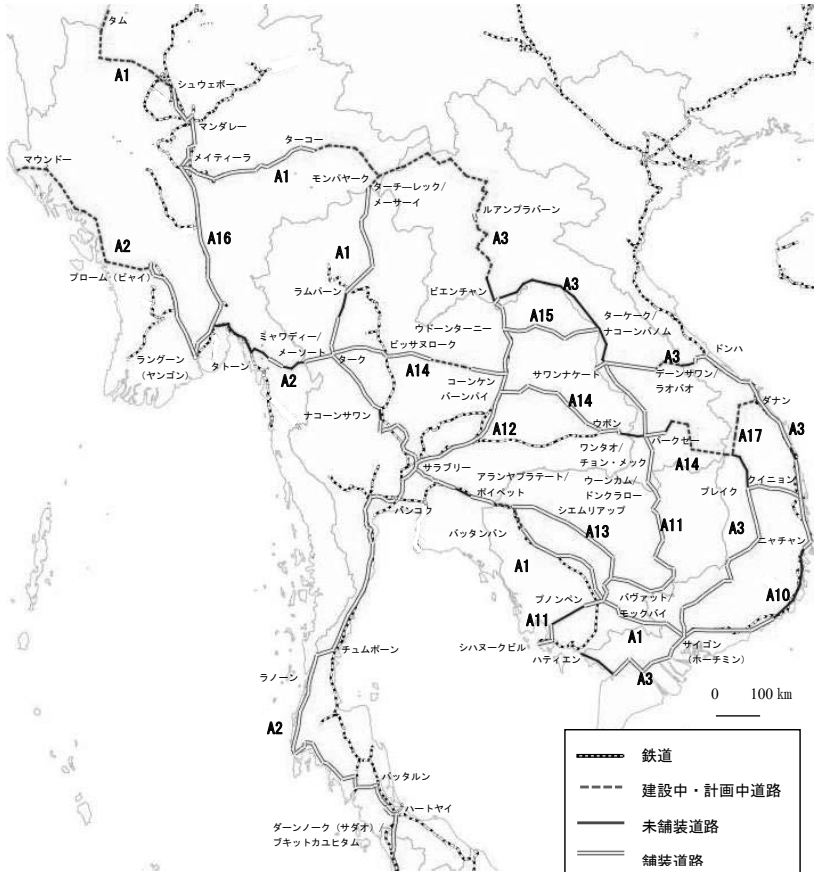 タム
A1
シュウェボー
マンダレー
マウンドー
メイティーラ
ターコー
A1
モンパヤーク
ターチーレック/
メーサーイ
ルアンプラバーン
A2
A16
A3
A1
プローム（ピャイ）
ラムパーン
ビエンチャン
A3
A15
ターケーク/
ナコーンパノム
ウドーンターニー
ミャワディー/
メーソート
ピッサヌローク
ラングーン
（ヤンゴン）
タトーン
A2
ターク
A14
コーンケン
バーンパイ
サワンナケート
A3
ドンハ
デーンサワン/
ラオバオ
ナコーンサワン
A14
A12
ウボン
ダナン
A3
A17
ワンタオ/
チョン・メック
パークセー
A14
サラブリー
アランヤプラテート/
ポイペット
ウーンカム/
ドンクラロー
プレイク
クイニョン
バンコク
シエムリアップ
A13
A11
A3
バッタンバン
ニャチャン
A1
プノンペン
バヴァット/
モックバイ
A10
A11
シハヌークビル
A1
サイゴン
（ホーチミン）
ハティエン
A3
チュムポーン
ラノーン
0 100 km
A2
パッタルン
ハートヤイ
ダーンノーク（サダオ）/
ブキットカユヒタム
鉄道
建設中・計画中道路
未舗装道路
舗装道路